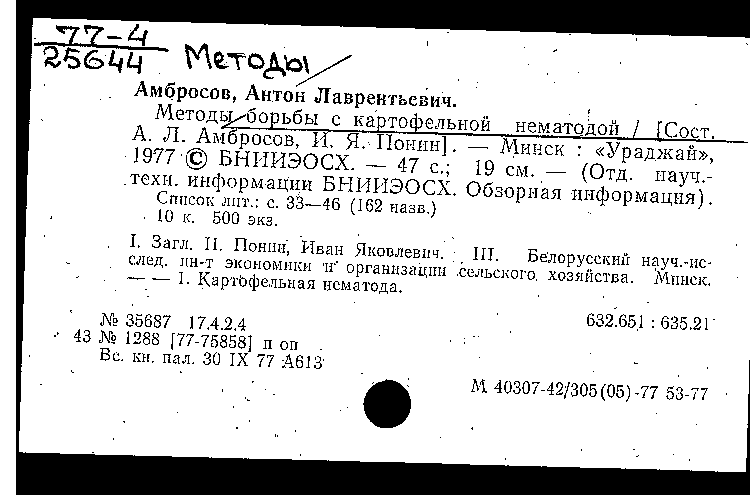 77-4
25644 Методы
Амбросов, Антон Лаврентьевич.
Методы борьбы с картофельной нематодой / [Сост.
А. Л. Амбросов, И. Я. Понин]. — Минск : «Ураджай»,
1977 © БНИИЭОСХ. — 47 с.; 19 см. — (Отд. науч.-
техн. информации БНИИЭОСХ. Обзорная информация).
Список лит.: с. 33—46 (162 назв.)
10 к. 500 экз.
I. Загл. II. Понин, Иван Яковлевич. III. Белорусский науч.-ис-
след. ин-т экономики и организации сельского хозяйства. Минск.
— — 1. Картофельная нематода.
№ 35687 17.4.2.4 632.651 : 635.21
43 № 1288 [77-75858] п оп
Вс. кн. пал. 30 IX 77 А613
М 40307-42/305(05)-77 53-77